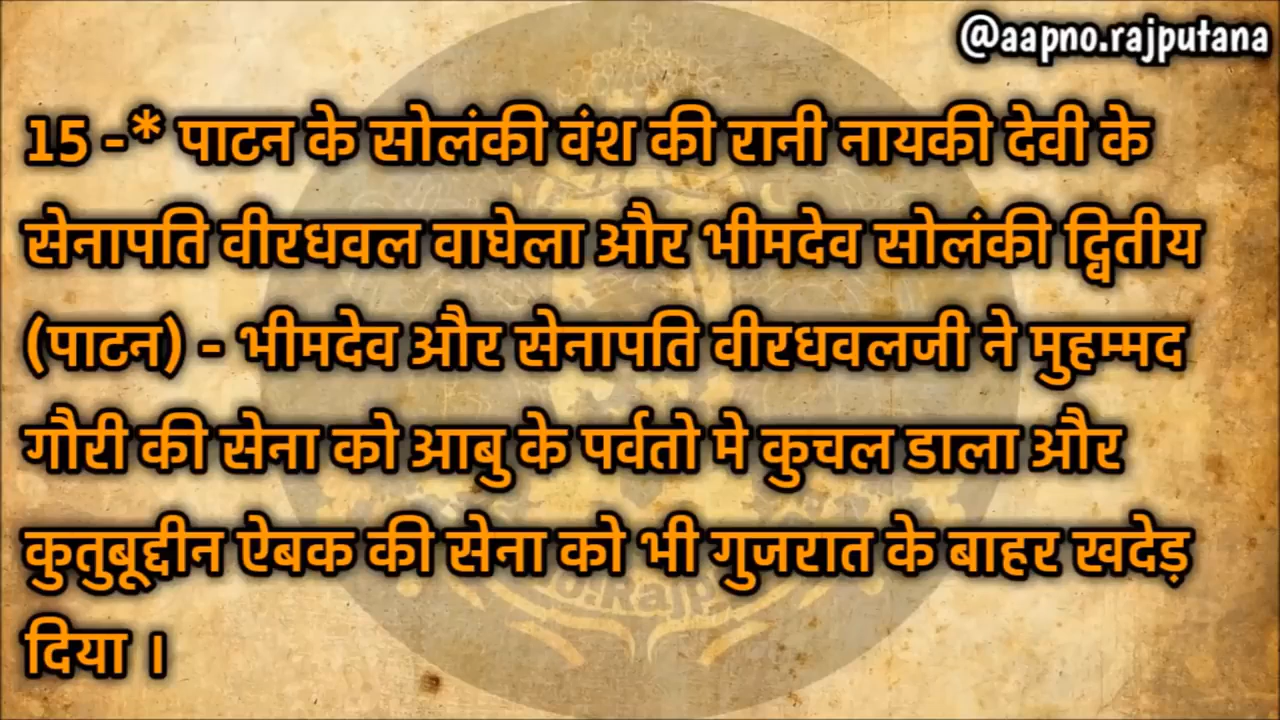 @aapno.rajputana
15 -* पाटन के सोलंकी वंश की रानी नायकी देवी के
सेनापति वीरधवल वाघेला और भीमदेव सोलंकी द्वितीय
(पाटन) - भीमदेव और सेनापति वीरधवलजी ने मुहम्मद
गौरी की सेना को आबु के पर्वतो मे कुचल डाला और
कुतुबूद्दीन ऐबक की सेना को भी गुजरात के बाहर खदेड़
दिया ।